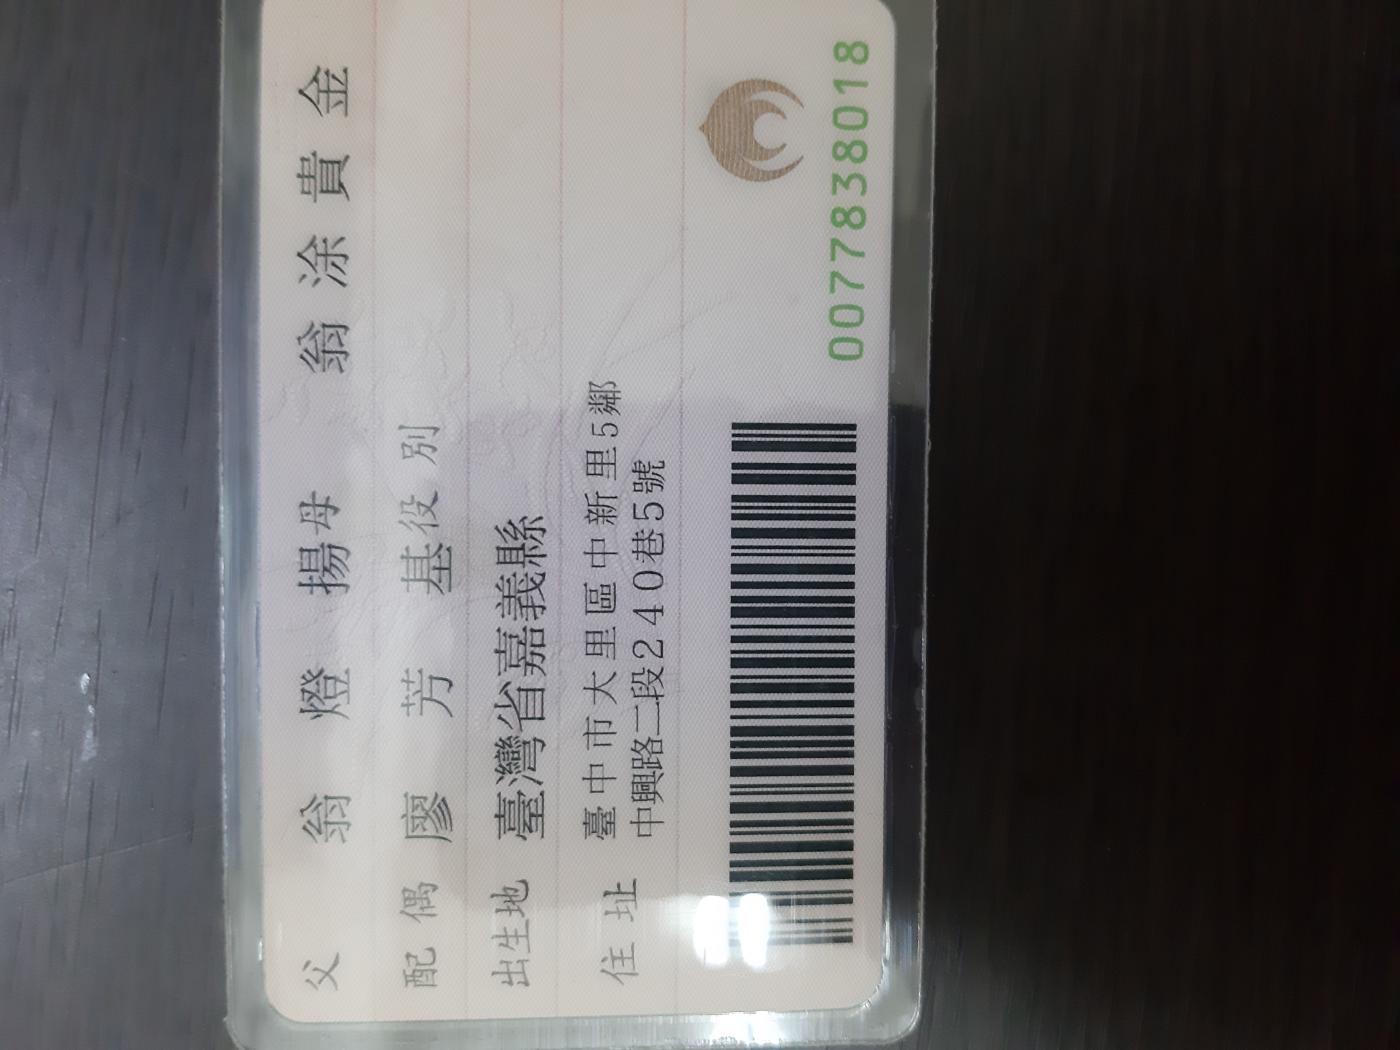 父 翁燈揚 母 翁涂貴金
配偶 廖芳基 役別
出生地 臺灣省嘉義縣
住址 臺中市大里區中新里5鄰
中興路二段240巷5號
0077838018